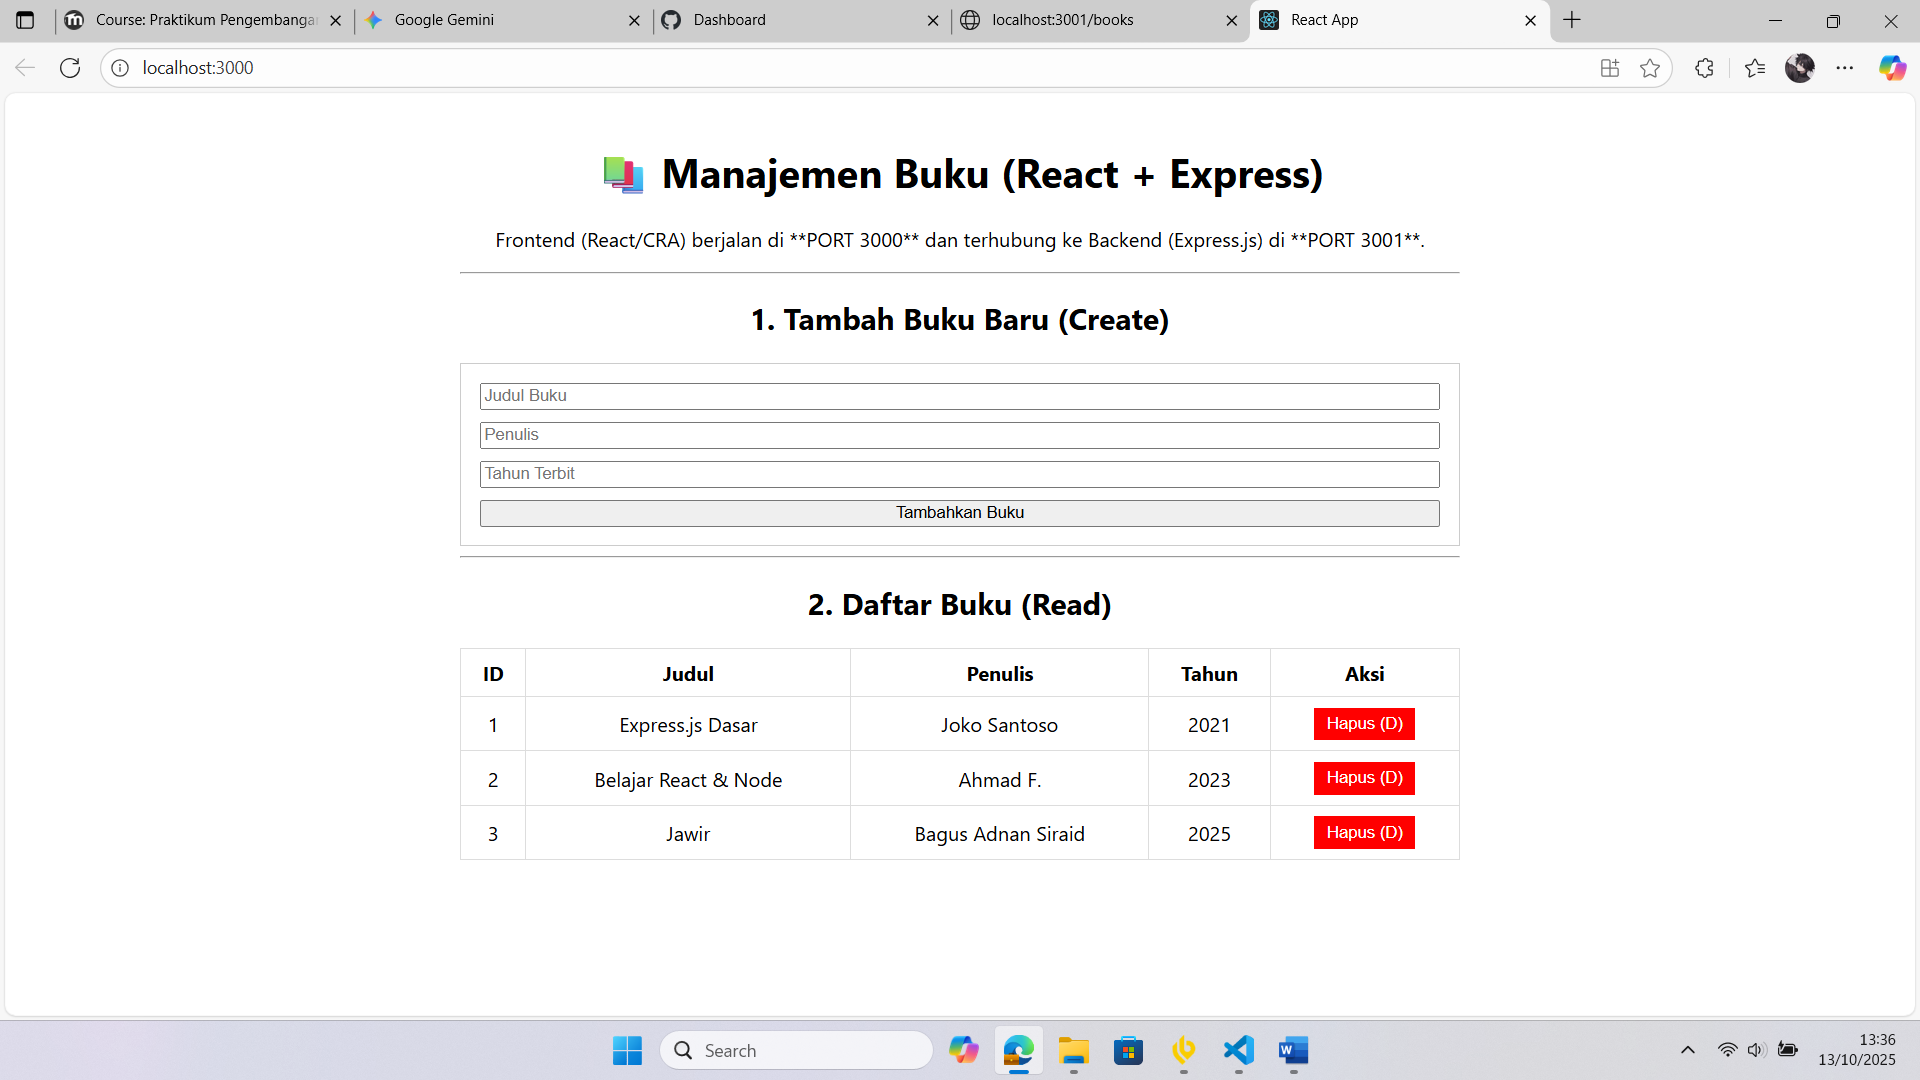 Course: Praktikum Pengembangan
Google Gemini
Dashboard
localhost:3001/books
React App
localhost:3000
Manajemen Buku (React + Express)
Frontend (React/CRA) berjalan di **PORT 3000** dan terhubung ke Backend (Express.js) di **PORT 3001**.
1. Tambah Buku Baru (Create)
Judul Buku
Penulis
Tahun Terbit
Tambahkan Buku
2. Daftar Buku (Read)
ID Judul Penulis Tahun Aksi
1 Express.js Dasar Joko Santoso 2021 Hapus (D)
2 Belajar React & Node Ahmad F. 2023 Hapus (D)
3 Jawir Bagus Adnan Siraid 2025 Hapus (D)
Search
13:36
13/10/2025